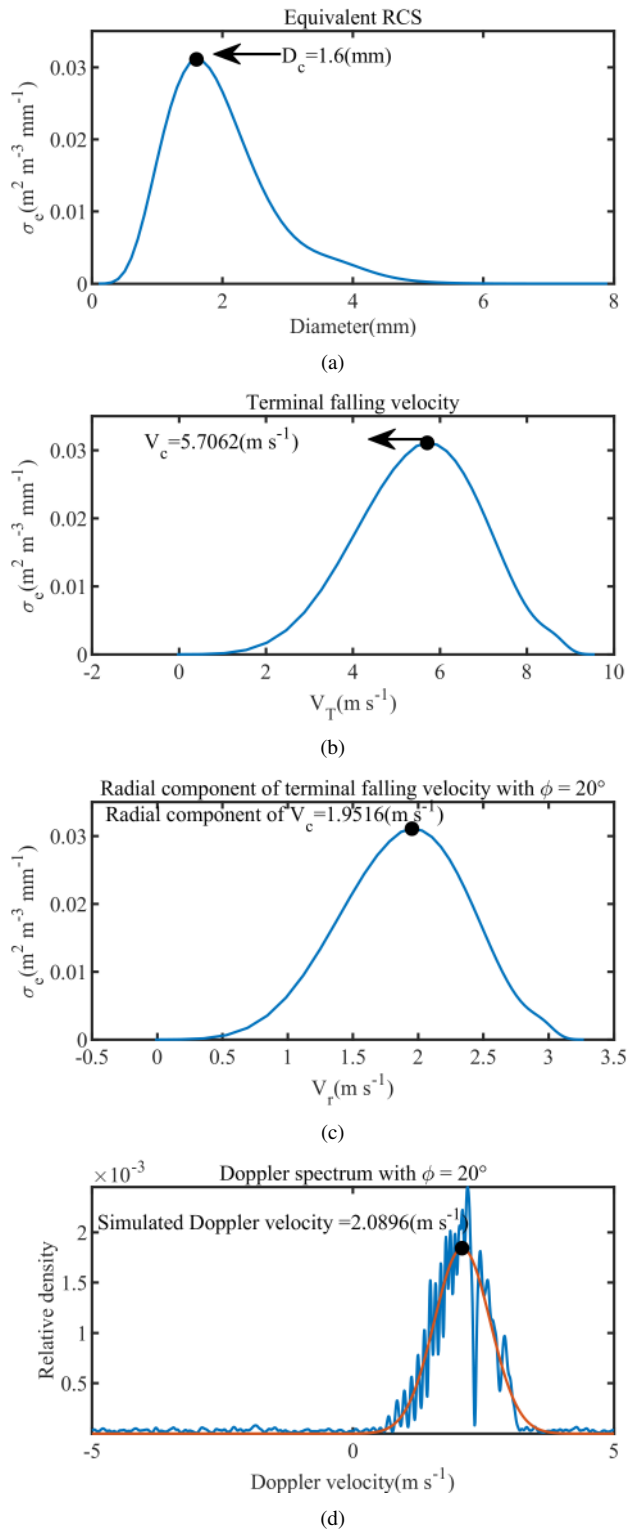 Equivalent RCS
D_c=1.6(mm)
σ_e(m² m⁻³ mm⁻¹)
0.03
0.02
0.01
0
0 2 4 6 8
Diameter(mm)
(a)
Terminal falling velocity
V_c=5.7062(m s⁻¹)
σ_e(m² m⁻³ mm⁻¹)
0.03
0.02
0.01
0
-2 0 2 4 6 8 10
V_T(m s⁻¹)
(b)
Radial component of terminal falling velocity with ϕ = 20°
Radial component of V_c=1.9516(m s⁻¹)
σ_e(m² m⁻³ mm⁻¹)
0.03
0.02
0.01
0
-0.5 0 0.5 1 1.5 2 2.5 3 3.5
V_r(m s⁻¹)
(c)
×10⁻³ Doppler spectrum with ϕ = 20°
Simulated Doppler velocity =2.0896(m s⁻¹)
Relative density
2
1.5
1
0.5
-5 0 5
Doppler velocity(m s⁻¹)
(d)